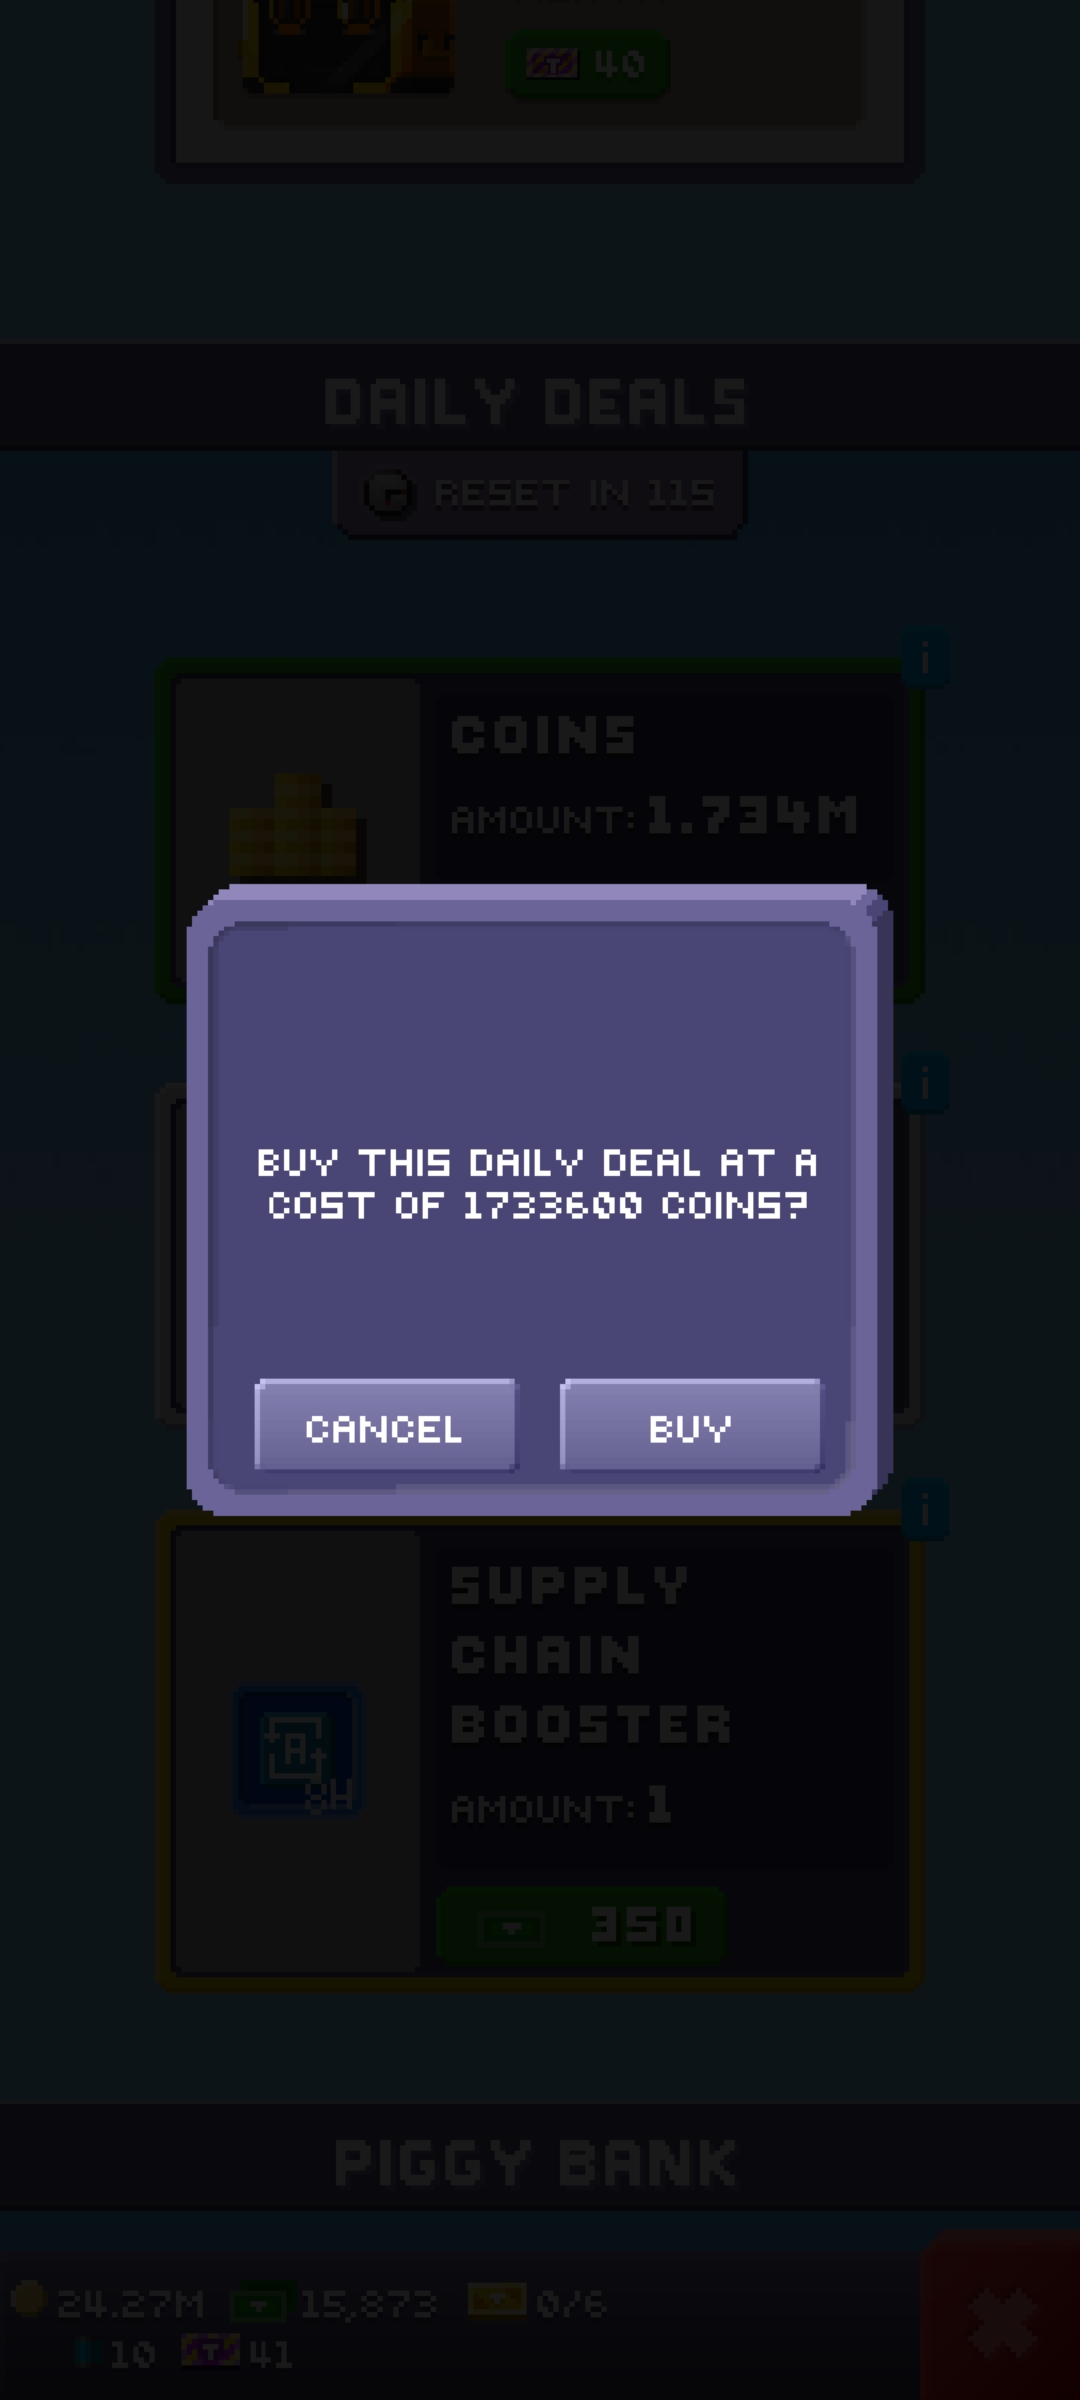 40
DAILY DEALS
RESET IN 11S
i
COINS
AMOUNT: 1.734M
i
BUY THIS DAILY DEAL AT A
COST OF 1733600 COINS?
CANCEL
BUY
i
SUPPLY
CHAIN
BOOSTER
A
8H
AMOUNT: 1
350
PIGGY BANK
24.27M
15,873
0/6
10
T
41